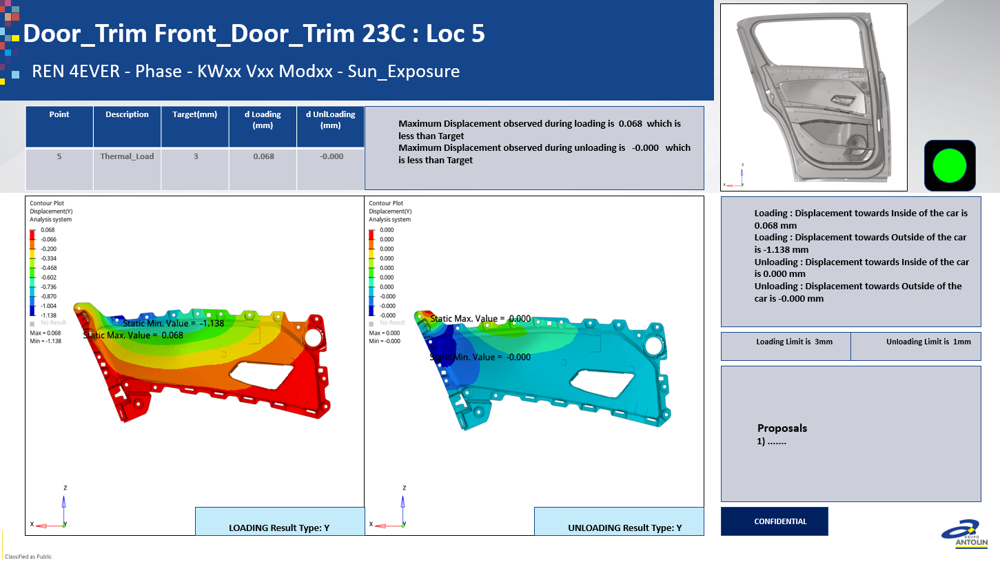 Door_Trim Front_Door_Trim 23C : Loc 5
REN 4EVER - Phase - KWxx Vxx Modxx - Sun_Exposure
Point Description Target(mm) d Loading (mm) d UnlLoading (mm)
5 Thermal_Load 3 0.068 -0.000
Maximum Displacement observed during loading is 0.068 which is
less than Target
Maximum Displacement observed during unloading is -0.000 which
is less than Target
Z
X
Y
Contour Plot
Displacement(Y)
Analysis system
0.068
-0.066
-0.200
-0.334
-0.468
-0.602
-0.736
-0.870
-1.004
-1.138
No Result
Max = 0.068
Min = -1.138
Static Min. Value = -1.138
Static Max. Value = 0.068
Z
X
Y
LOADING Result Type: Y
Contour Plot
Displacement(Y)
Analysis system
0.000
0.000
0.000
0.000
0.000
0.000
0.000
-0.000
-0.000
-0.000
No Result
Max = 0.000
Min = -0.000
Static Max. Value = 0.000
Static Min. Value = -0.000
Z
X
Y
UNLOADING Result Type: Y
Loading : Displacement towards Inside of the car is
0.068 mm
Loading : Displacement towards Outside of the car
is -1.138 mm
Unloading : Displacement towards Inside of the car
is 0.000 mm
Unloading : Displacement towards Outside of the
car is -0.000 mm
Loading Limit is 3mm
Unloading Limit is 1mm
Proposals
1) .......
CONFIDENTIAL
GRUPO
ANTOLIN
Classified as Public